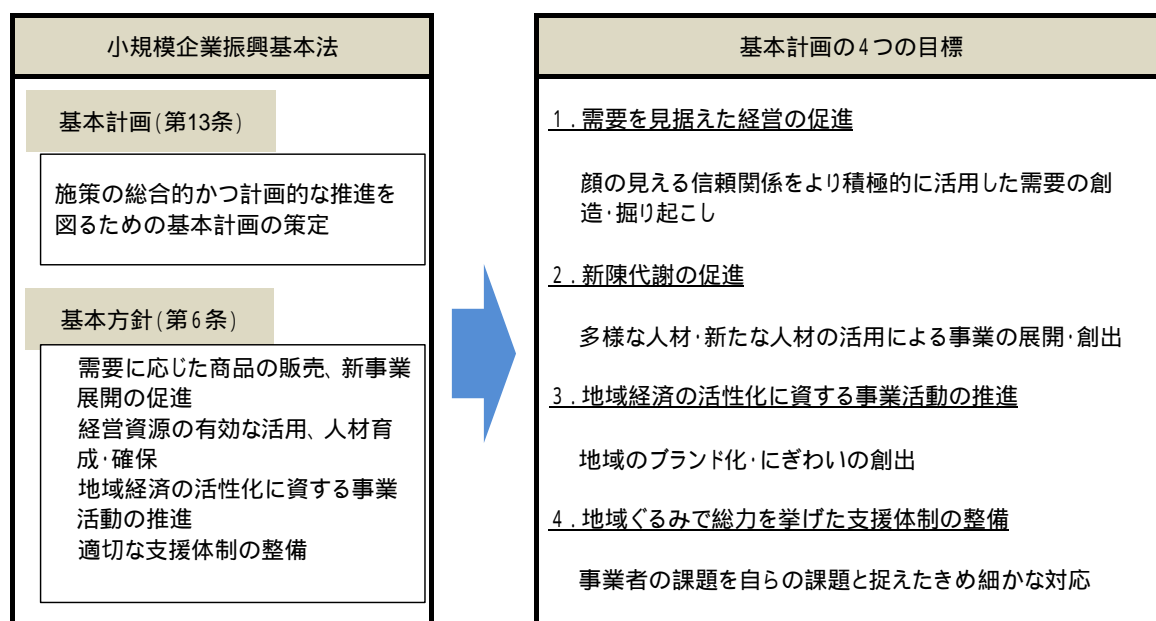 小規模企業振興基本法
基本計画(第13条)
施策の総合的かつ計画的な推進を
図るための基本計画の策定
基本方針(第6条)
需要に応じた商品の販売、新事業
展開の促進
経営資源の有効な活用、人材育
成・確保
地域経済の活性化に資する事業
活動の推進
適切な支援体制の整備
基本計画の4つの目標
1.需要を見据えた経営の促進
顔の見える信頼関係をより積極的に活用した需要の創
造・掘り起こし
2.新陳代謝の促進
多様な人材・新たな人材の活用による事業の展開・創出
3.地域経済の活性化に資する事業活動の推進
地域のブランド化・にぎわいの創出
4.地域ぐるみで総力を挙げた支援体制の整備
事業者の課題を自らの課題と捉えたきめ細かな対応